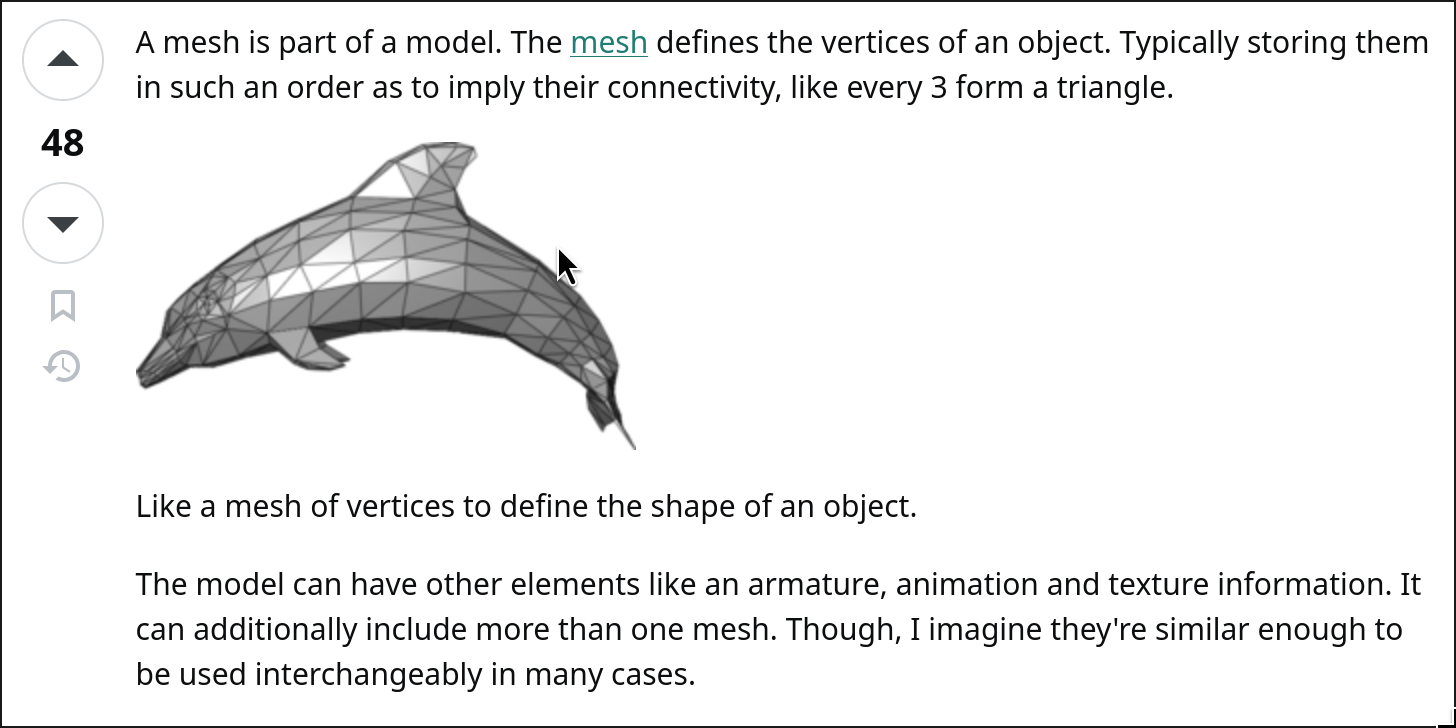 A mesh is part of a model. The mesh defines the vertices of an object. Typically storing them
in such an order as to imply their connectivity, like every 3 form a triangle.
48
Like a mesh of vertices to define the shape of an object.
The model can have other elements like an armature, animation and texture information. It
can additionally include more than one mesh. Though, I imagine they're similar enough to
be used interchangeably in many cases.